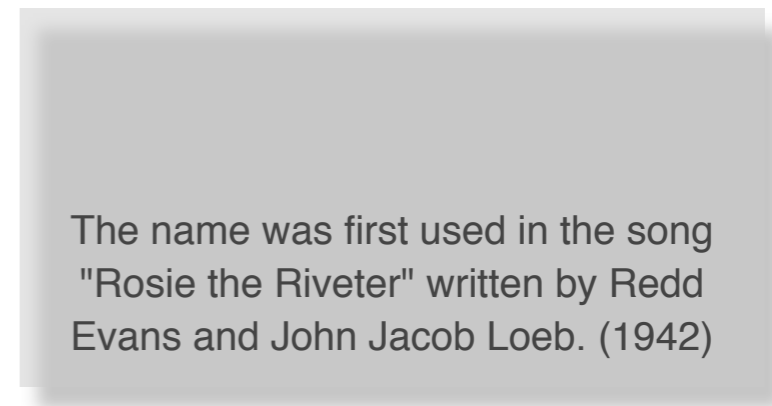 The name was first used in the song
"Rosie the Riveter" written by Redd
Evans and John Jacob Loeb. (1942)